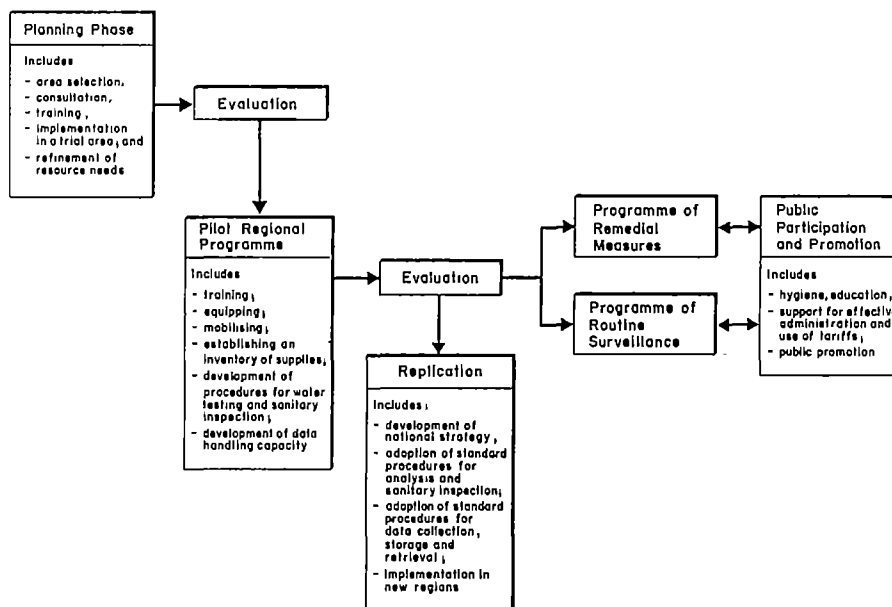 Planning Phase
Includes
- area selection,
- consultation,
- training,
- implementation
in a trial area; and
- refinement of
resource needs
Evaluation
Pilot Regional
Programme
Includes
- training;
- equipping;
- mobilising;
- establishing an
inventory of supplies;
- development of
procedures for water
testing and sanitary
inspection;
- development of data
handling capacity
Evaluation
Replication
Includes:
- development of
national strategy,
- adoption of standard
procedures for
analysis and
sanitary inspection;
- adoption of standard
procedures for
data collection,
storage and
retrieval;
- implementation in
new regions
Programme of
Remedial
Measures
Programme of
Routine
Surveillance
Public
Participation
and Promotion
Includes
- hygiene, education,
- support for effectiv
administration and
use of tariffs;
- public promotion